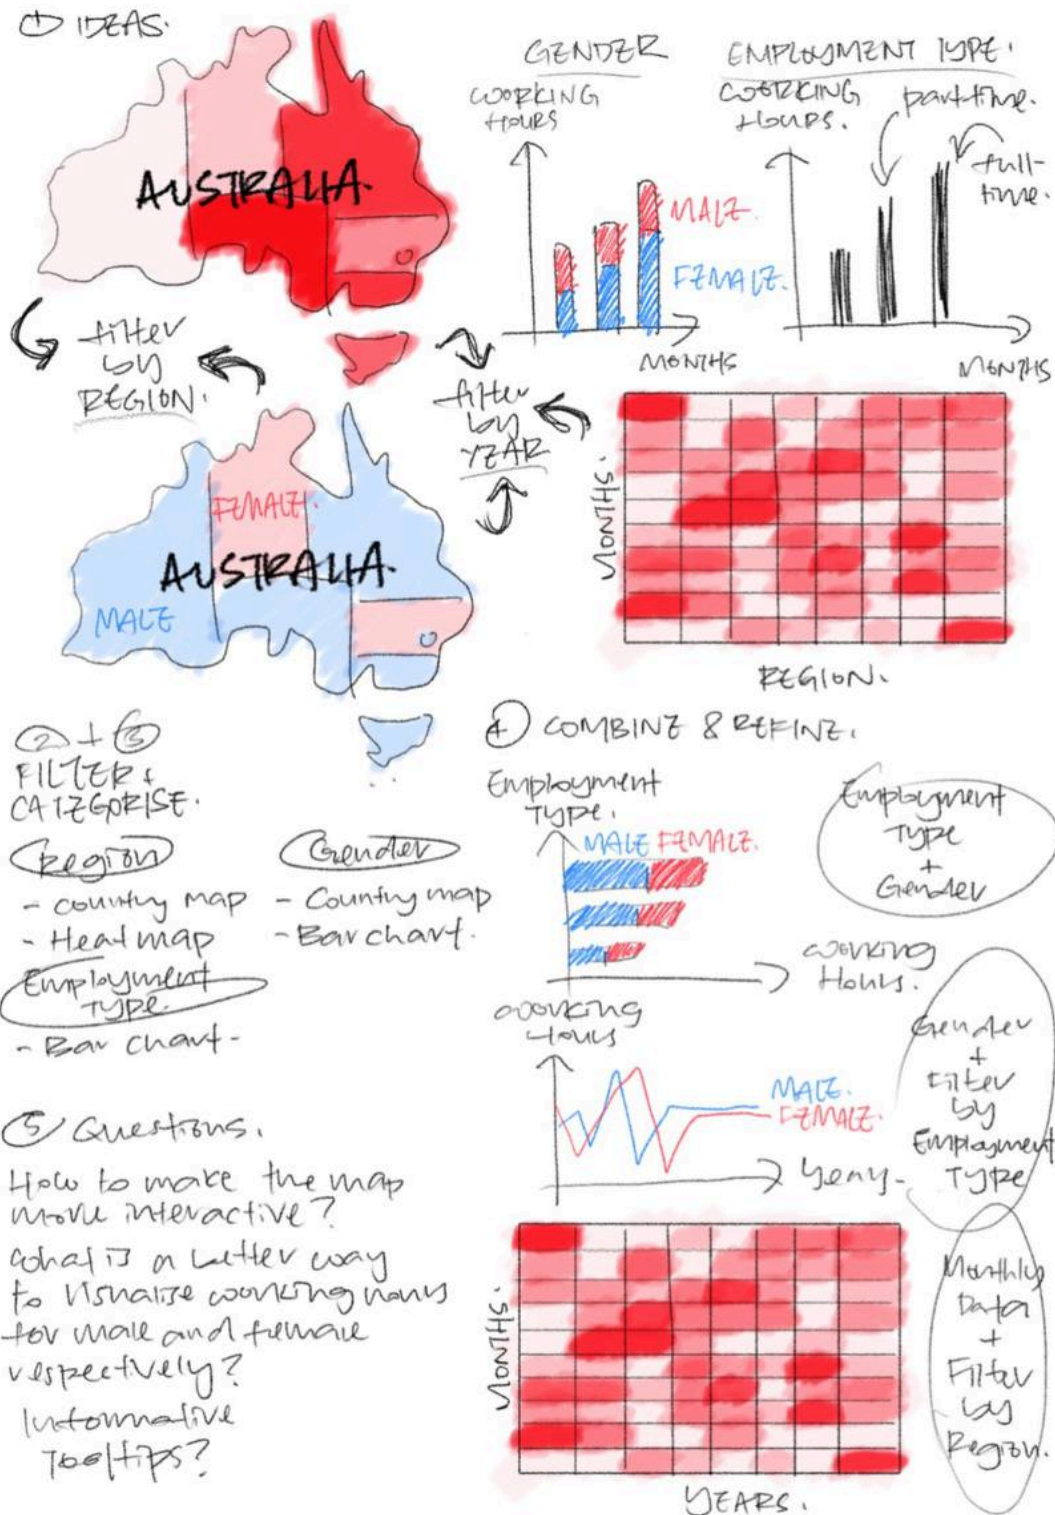 ① IDEAS.
AUSTRALIA.
filter
by
REGION.
GENDER
WORKING
HOURS
MALE.
FEMALE.
MONTHS
EMPLOYMENT TYPE.
WORKING
HOURS.
part-time.
full-
time.
MONTHS
FEMALE.
AUSTRALIA.
MALE
filter
by
YEAR
MONTHS.
REGION.
② + ③
FILTER +
CATEGORISE.
Region
- country map
- Heat map
Gender
- Country map
- Bar chart.
Employment
Type.
- Bar chart -
④ COMBINE & REFINE.
Employment
Type.
MALE FEMALE.
Working
Hours.
Employment
Type
+
Gender
Working
Hours
MALE.
FEMALE.
Years.
Gender
+
Filter
by
Employment
Type
MONTHS.
YEARS.
Monthly
Data
+
Filter
by
Region.
⑤ Questions.
How to make the map
more interactive?
What is a better way
to visualise working hours
for male and female
respectively?
Informative
Tooltips?